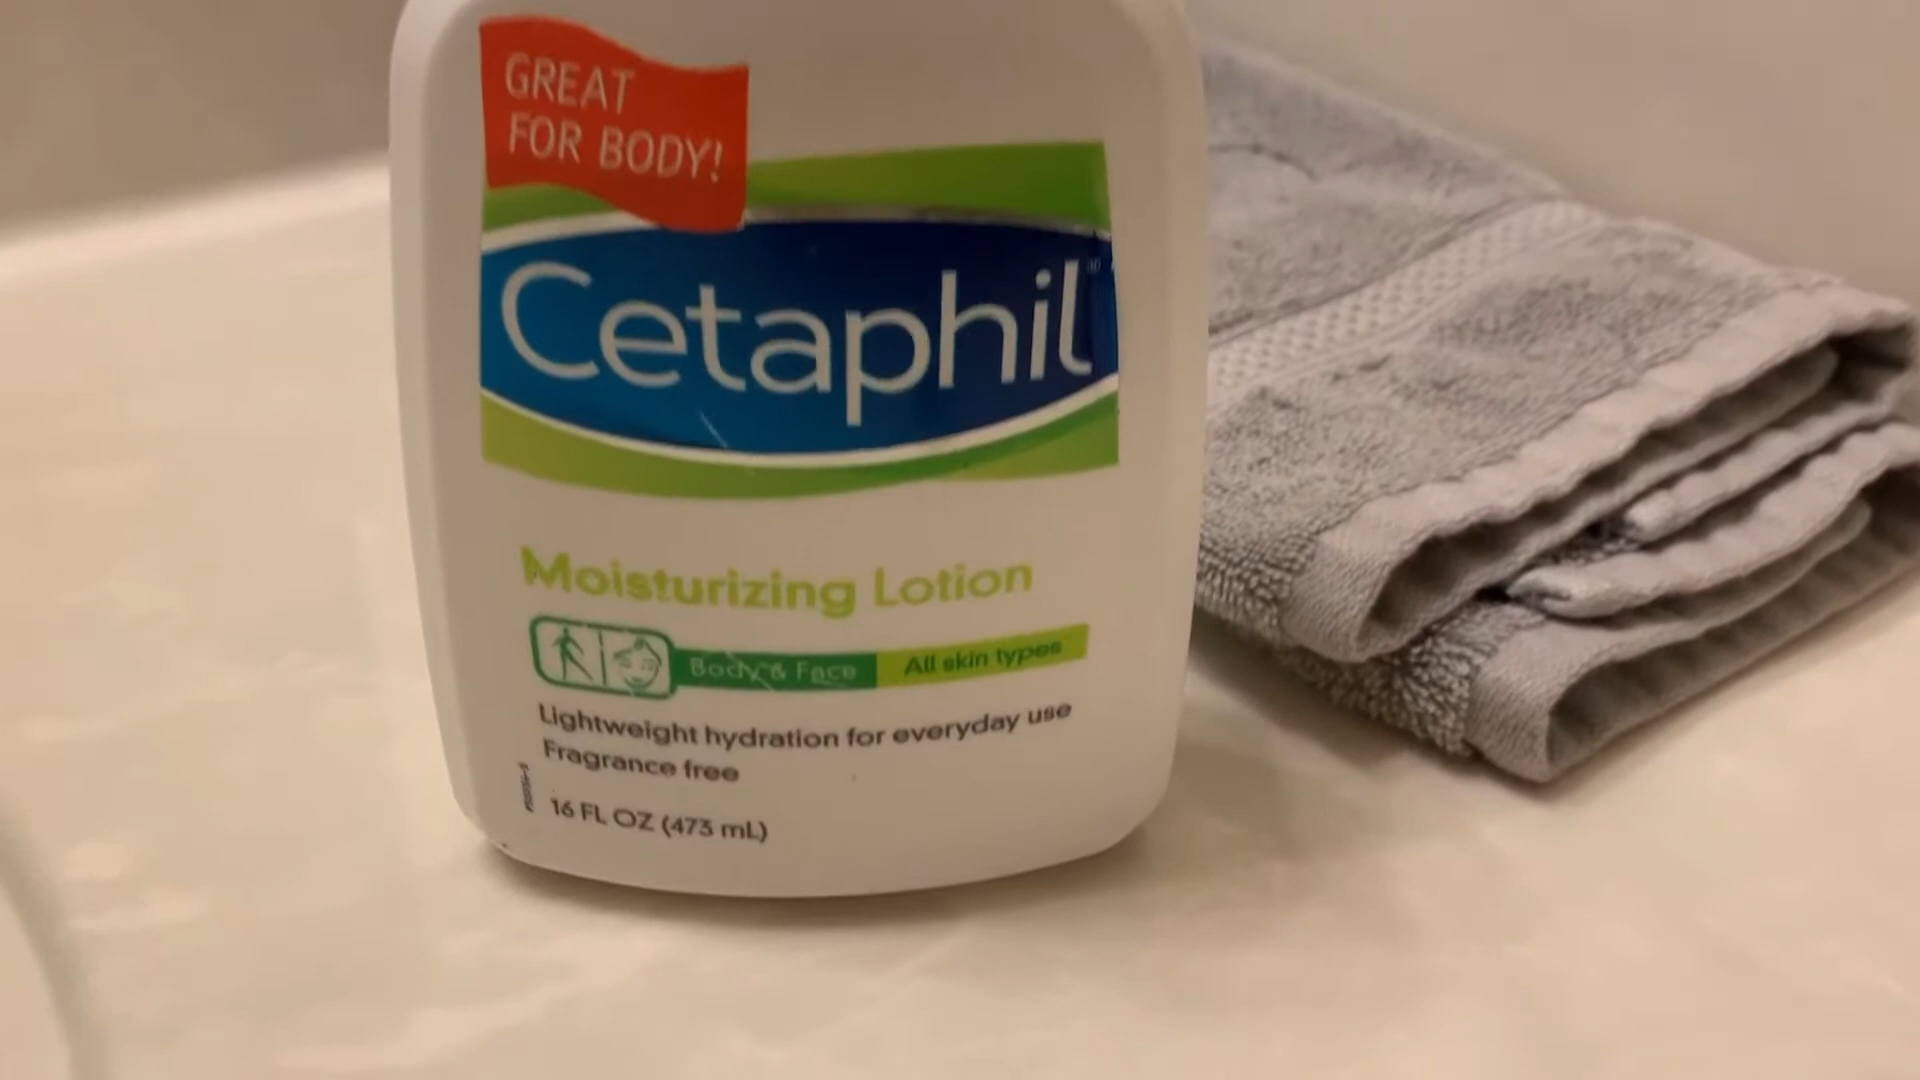 GREAT
FOR BODY!
Cetaphil
Moisturizing Lotion
Body & Face
All skin types
Lightweight hydration for everyday use
Fragrance free
16 FL OZ (473 mL)